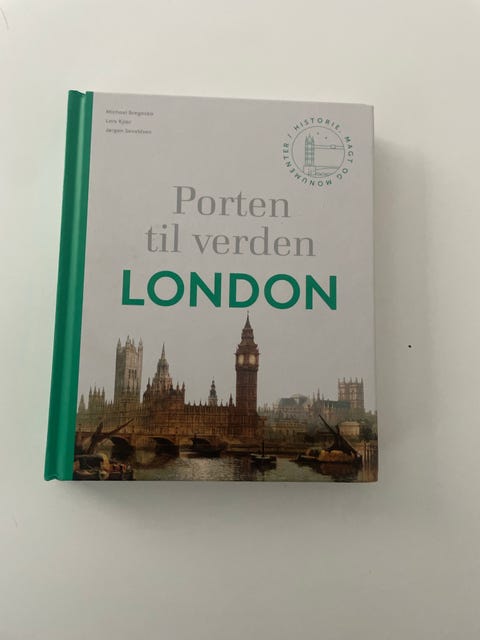 Michael Bregnsbo
Lars Kjær
Jørgen Sevaldsen
HISTORIE, MAGT OG MONUMENTER /
Porten
til verden
LONDON